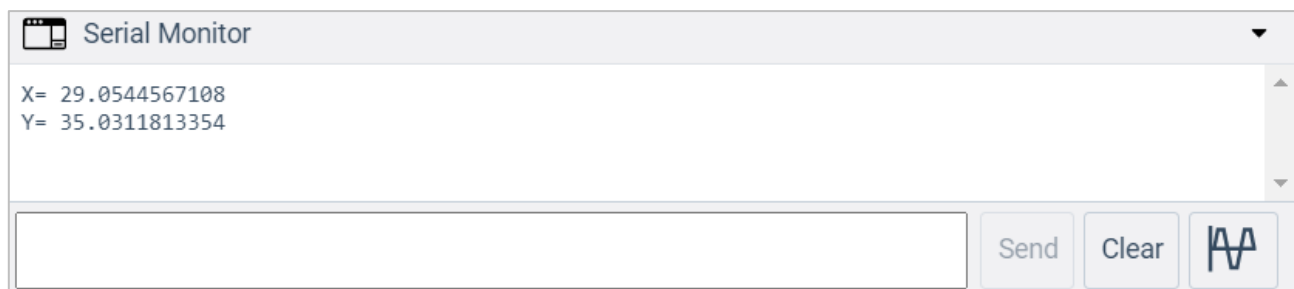 Serial Monitor
X= 29.0544567108
Y= 35.0311813354
Send
Clear